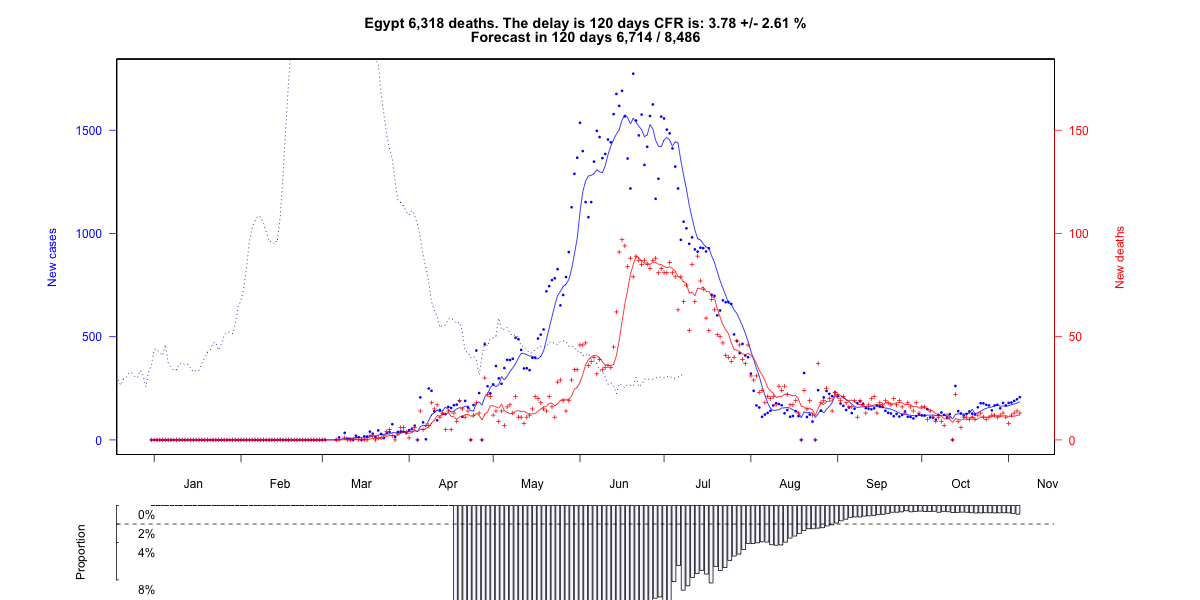 Egypt 6,318 deaths. The delay is 120 days CFR is: 3.78 +/- 2.61 %
Forecast in 120 days 6,714 / 8,486
1500
1000
500
0
New cases
150
100
50
0
New deaths
Jan Feb Mar Apr May Jun Jul Aug Sep Oct Nov
Proportion
0%
2%
4%
8%